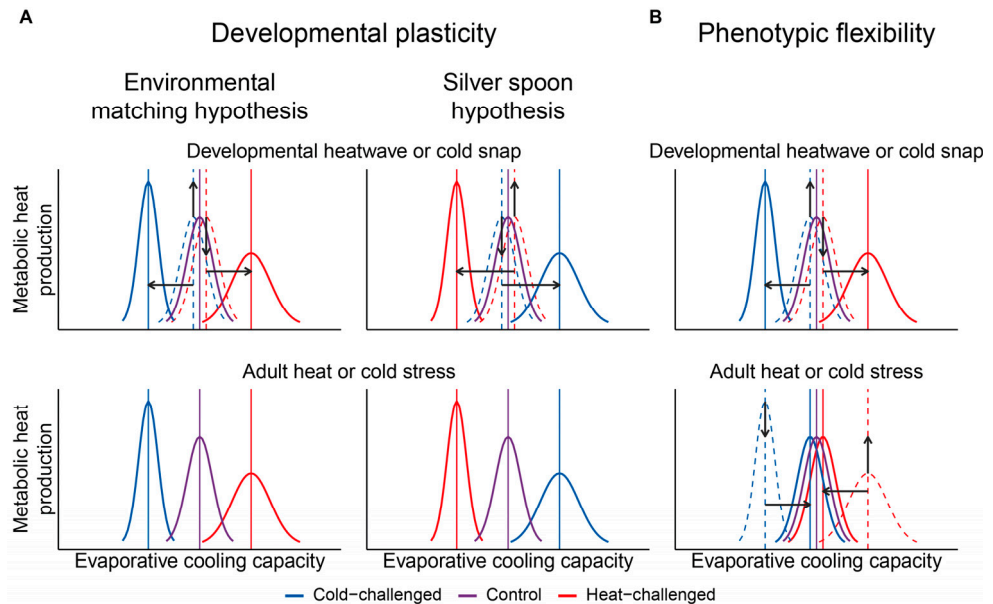 A
B
Developmental plasticity
Phenotypic flexibility
Environmental
matching hypothesis
Silver spoon
hypothesis
Developmental heatwave or cold snap
Developmental heatwave or cold snap
Metabolic heat
production
Adult heat or cold stress
Adult heat or cold stress
Metabolic heat
production
Evaporative cooling capacity
Evaporative cooling capacity
Evaporative cooling capacity
Cold−challenged
Control
Heat−challenged